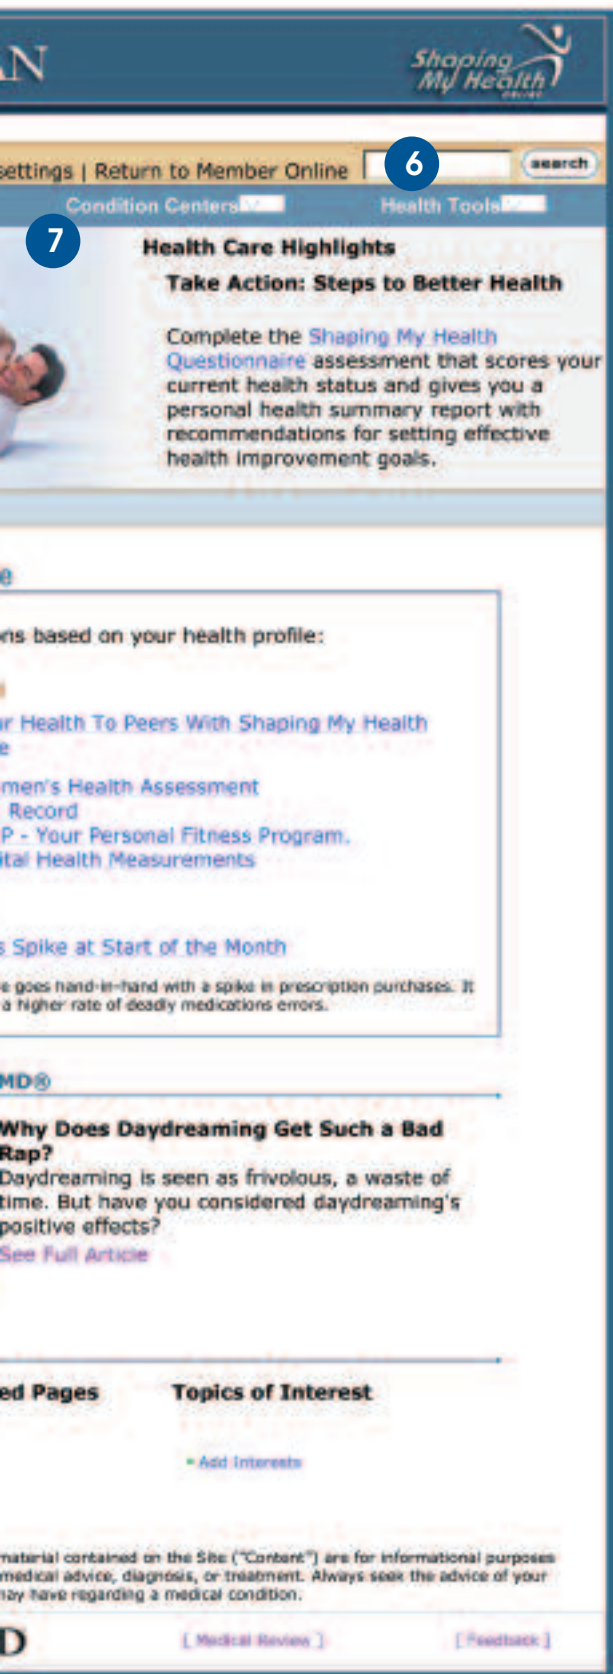 AN
Shaping
My Health
ONLINE
settings | Return to Member Online
6
search
Condition Centers
Health Tools
7
Health Care Highlights
Take Action: Steps to Better Health
Complete the Shaping My Health
Questionnaire assessment that scores your
current health status and gives you a
personal health summary report with
recommendations for setting effective
health improvement goals.
e
ons based on your health profile:
ur Health To Peers With Shaping My Health
e
men's Health Assessment
Record
P - Your Personal Fitness Program.
ital Health Measurements
s Spike at Start of the Month
e goes hand-in-hand with a spike in prescription purchases. It
a higher rate of deadly medications errors.
MD®
Why Does Daydreaming Get Such a Bad
Rap?
Daydreaming is seen as frivolous, a waste of
time. But have you considered daydreaming's
positive effects?
See Full Article
ed Pages
Topics of Interest
Add Interests
material contained on the Site ("Content") are for informational purposes
medical advice, diagnosis, or treatment. Always seek the advice of your
may have regarding a medical condition.
D
[ Medical Review ]
[ Feedback ]